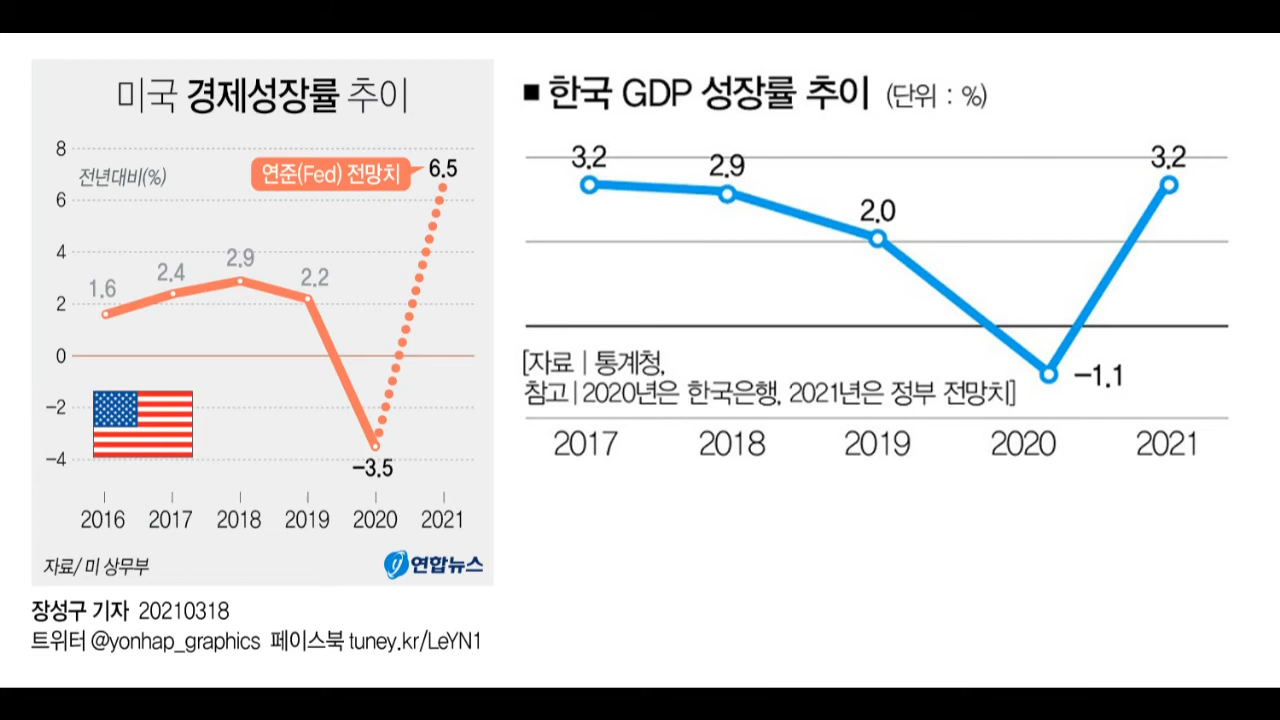 미국 경제성장률 추이
8
전년대비(%)
연준(Fed) 전망치
6.5
6
4
1.6
2.4
2.9
2.2
2
0
-2
-4
-3.5
2016 2017 2018 2019 2020 2021
자료/ 미 상무부
연합뉴스
장성구 기자 20210318
트위터 @yonhap_graphics 페이스북 tuney.kr/LeYN1
■ 한국 GDP 성장률 추이 (단위 : %)
3.2
2.9
2.0
-1.1
3.2
[자료 | 통계청,
참고 | 2020년은 한국은행, 2021년은 정부 전망치]
2017 2018 2019 2020 2021